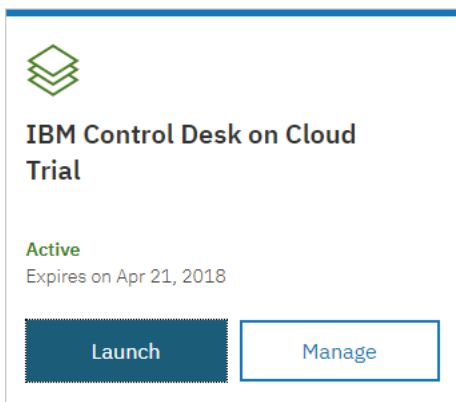 IBM Control Desk on Cloud
Trial
Active
Expires on Apr 21, 2018
Launch
Manage